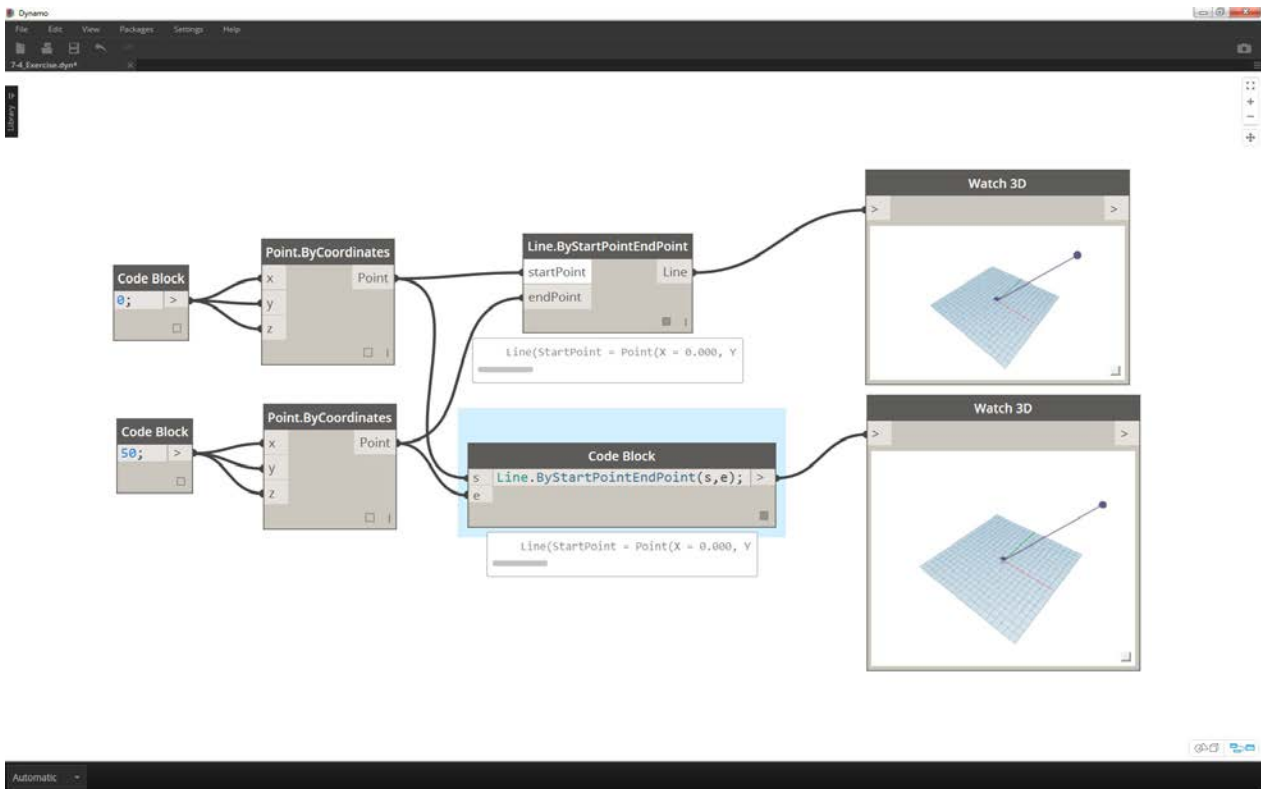 Dynamo
File Edit View Packages Settings Help
7-4_Exercise.dyn*
Library
Watch 3D
> >
Point.ByCoordinates
x Point
y
z
Line.ByStartPointEndPoint
startPoint Line
endPoint
Code Block
0; >
Line(StartPoint = Point(X = 0.000, Y
Watch 3D
> >
Point.ByCoordinates
x Point
y
z
Code Block
50; >
Code Block
s Line.ByStartPointEndPoint(s,e); >
e
Line(StartPoint = Point(X = 0.000, Y
Automatic